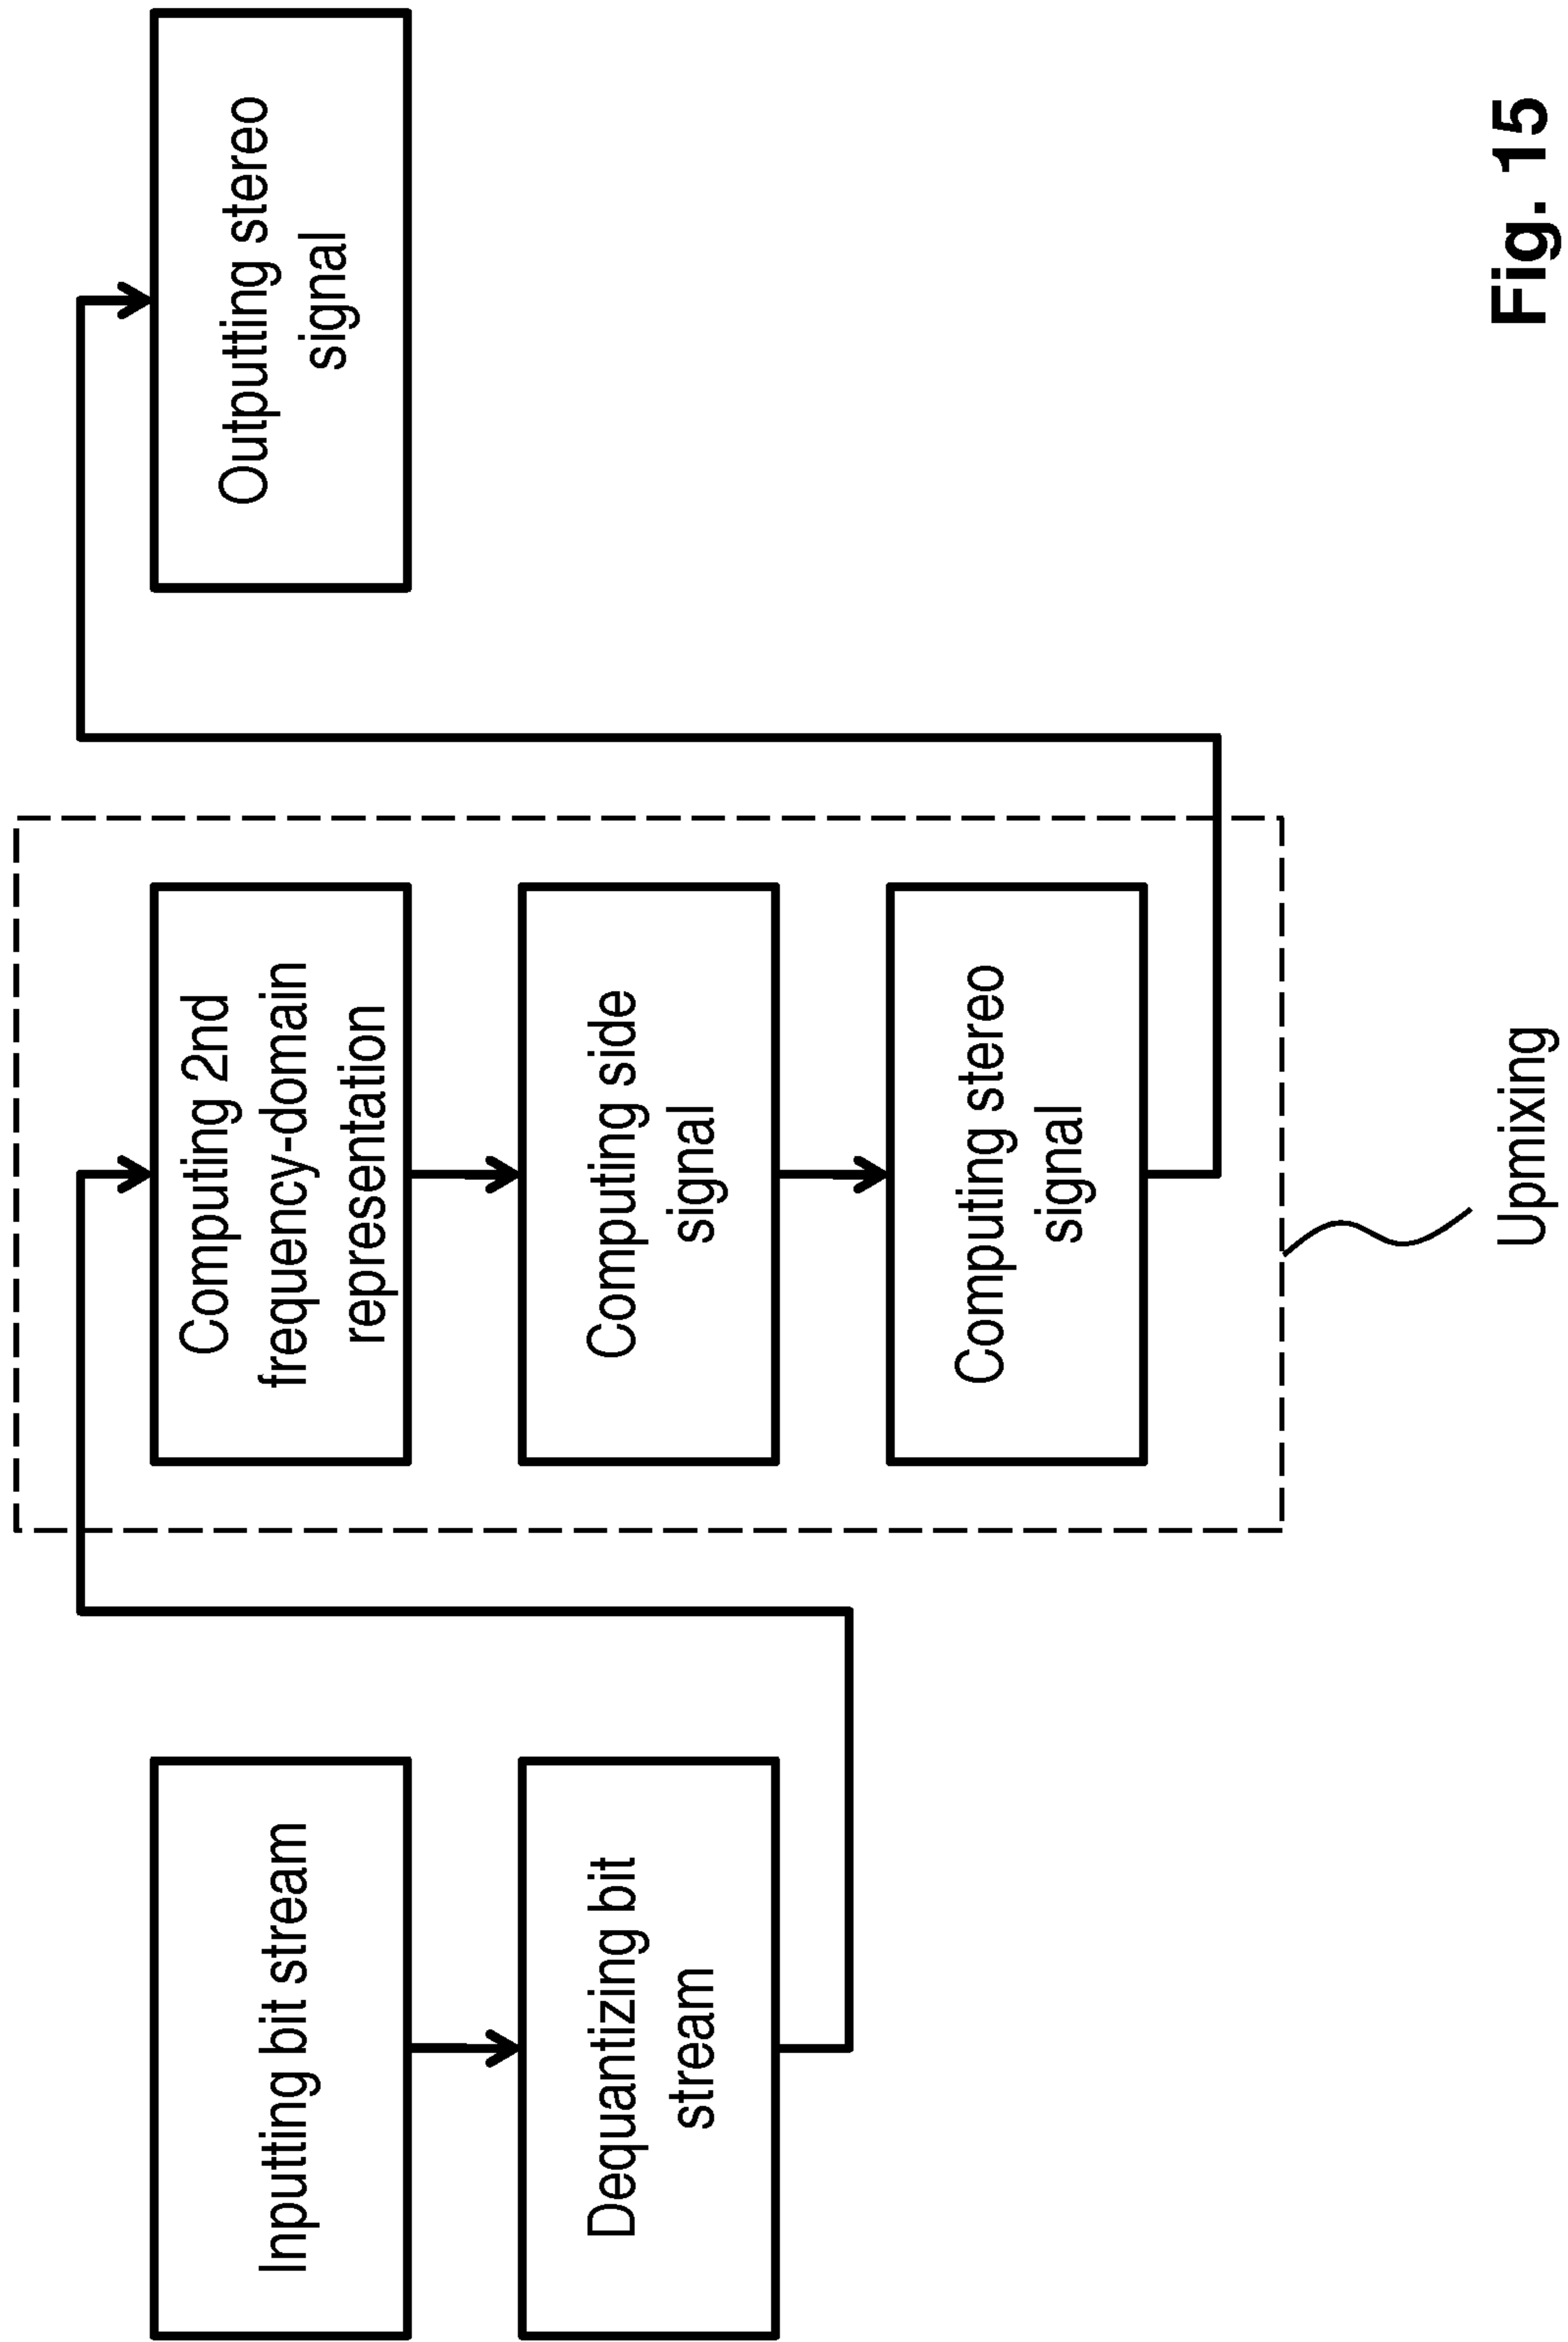 Inputting bit stream
Dequantizing bit
stream
Computing 2nd
frequency-domain
representation
Computing side
signal
Computing stereo
signal
Upmixing
Outputting stereo
signal
Fig. 15